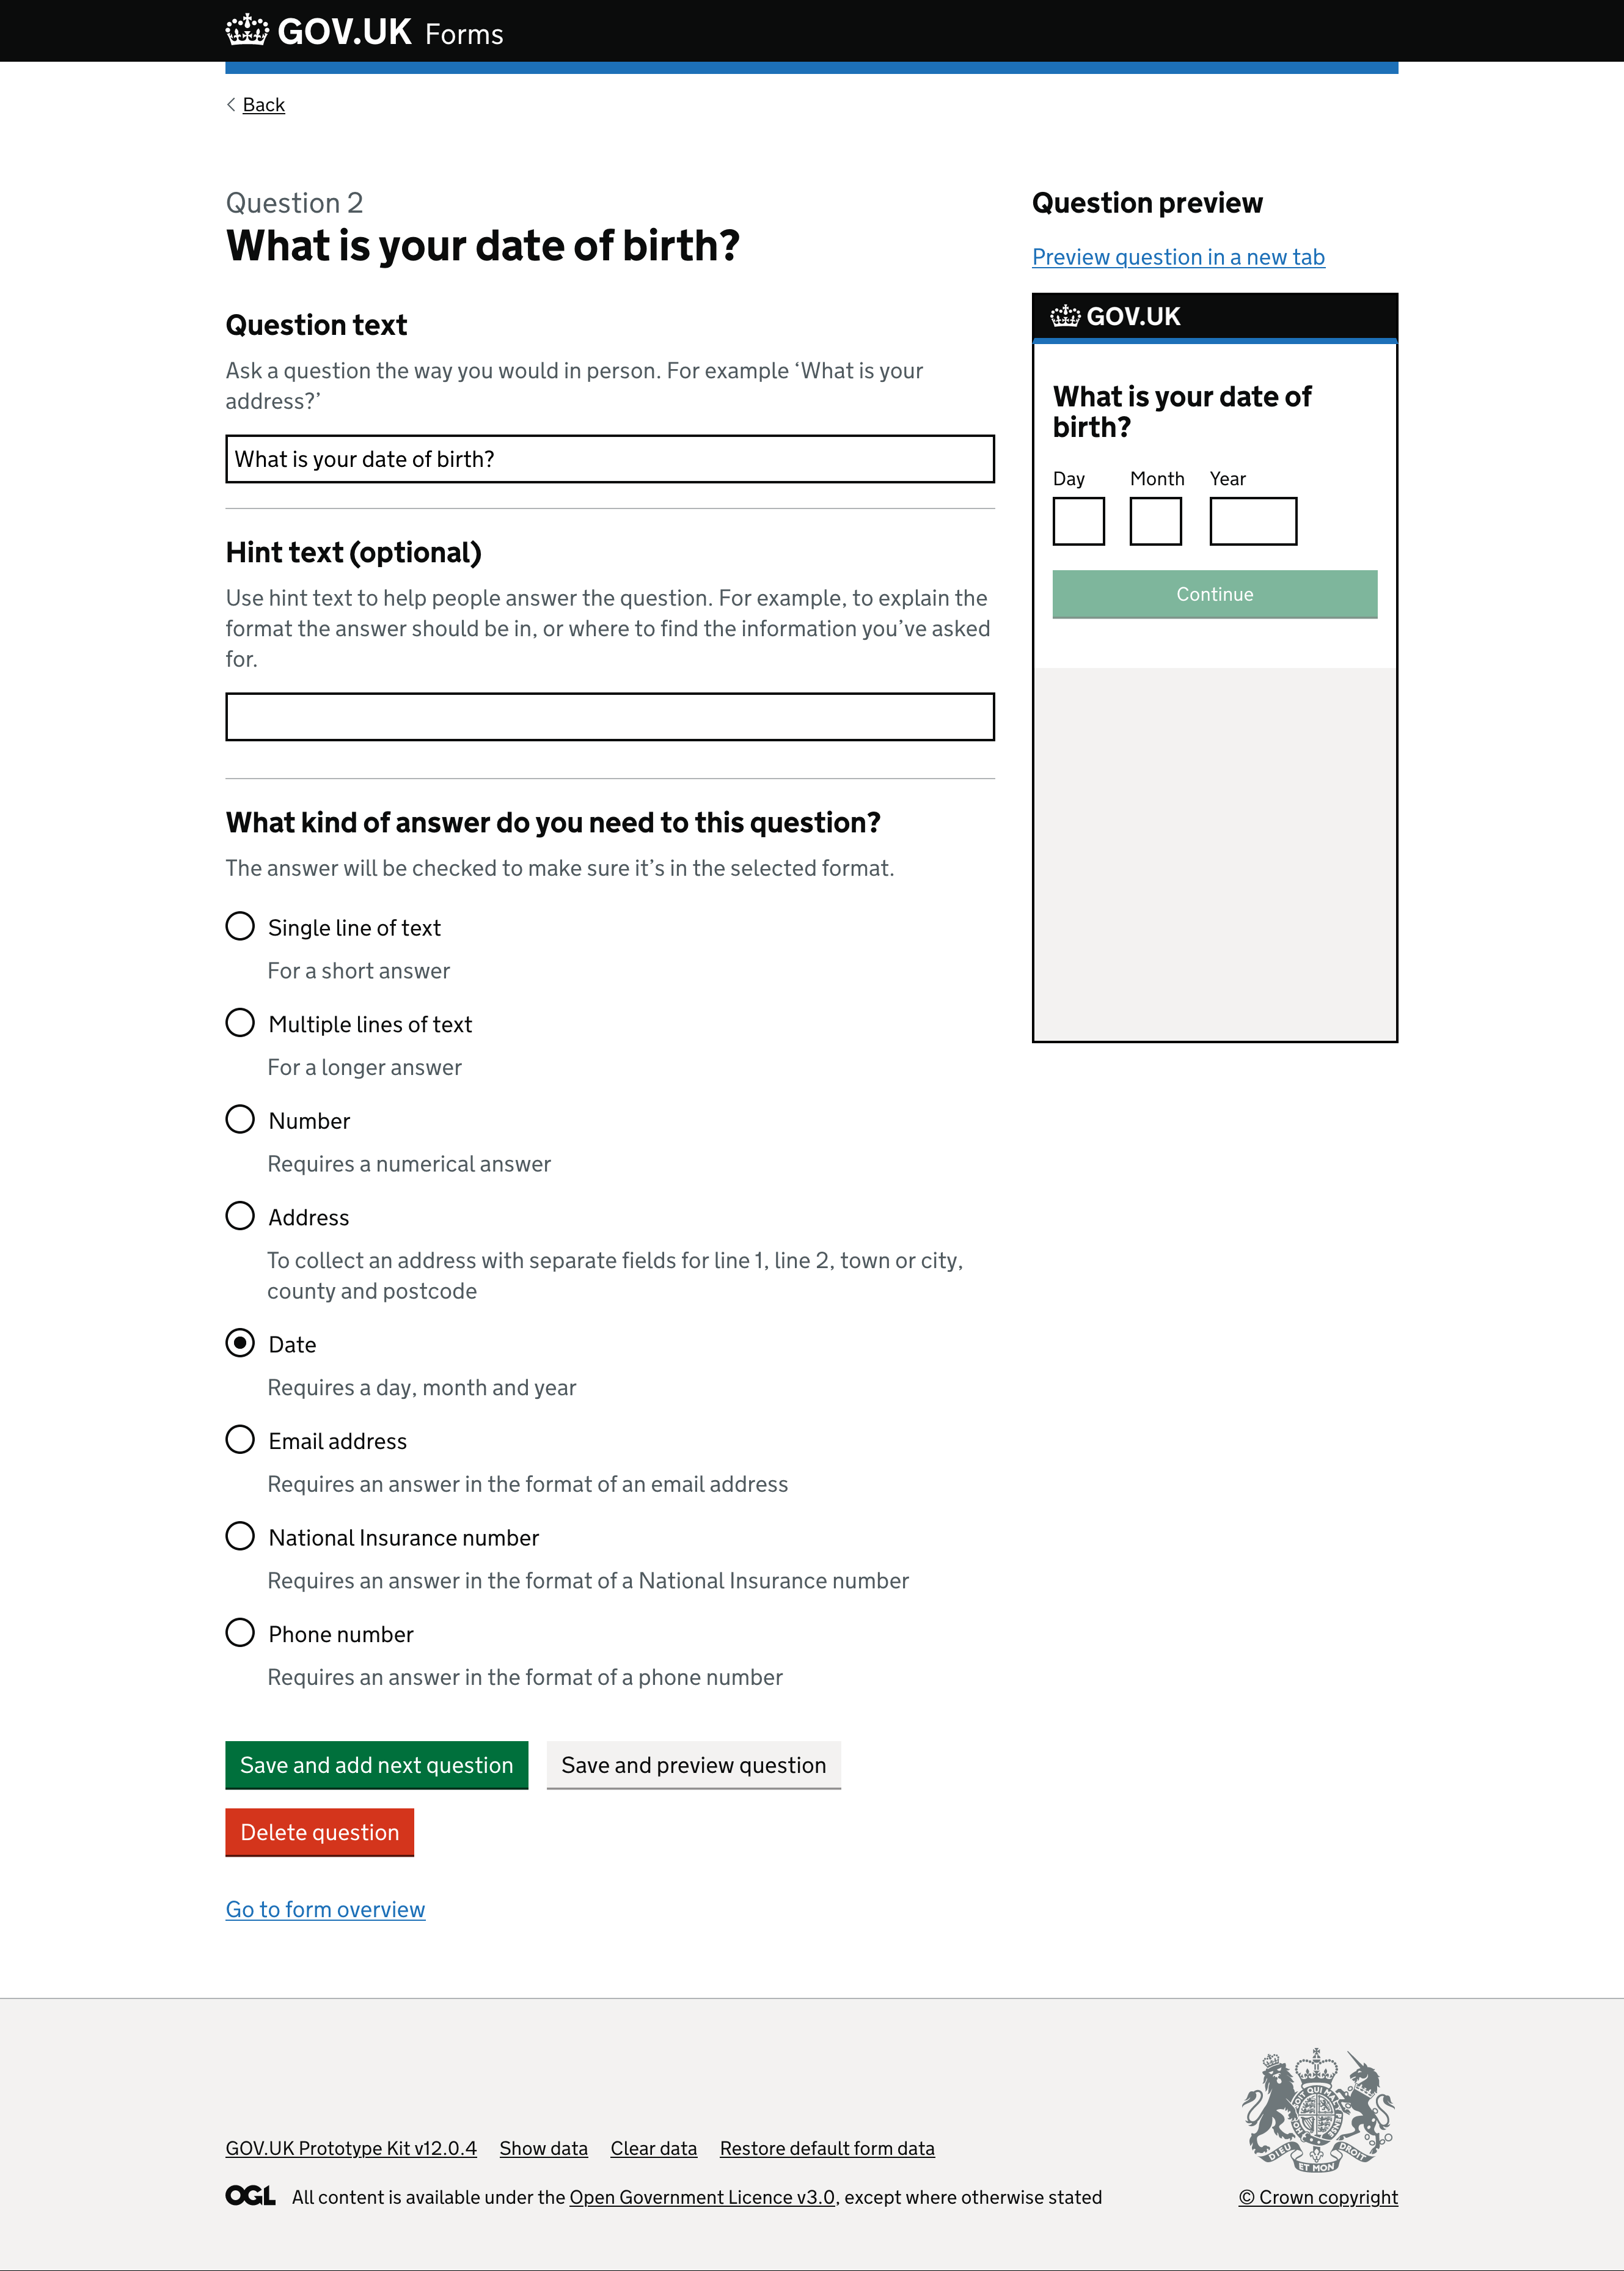 GOV.UK Forms
Back
Question 2
What is your date of birth?
Question text
Ask a question the way you would in person. For example ‘What is your
address?’
What is your date of birth?
Hint text (optional)
Use hint text to help people answer the question. For example, to explain the
format the answer should be in, or where to find the information you’ve asked
for.
What kind of answer do you need to this question?
The answer will be checked to make sure it’s in the selected format.
Single line of text
For a short answer
Multiple lines of text
For a longer answer
Number
Requires a numerical answer
Address
To collect an address with separate fields for line 1, line 2, town or city,
county and postcode
Date
Requires a day, month and year
Email address
Requires an answer in the format of an email address
National Insurance number
Requires an answer in the format of a National Insurance number
Phone number
Requires an answer in the format of a phone number
Save and add next question Save and preview question
Delete question
Go to form overview
Question preview
Preview question in a new tab
GOV.UK
What is your date of
birth?
Day Month Year
Continue
GOV.UK Prototype Kit v12.0.4 Show data Clear data Restore default form data
OGL All content is available under the Open Government Licence v3.0, except where otherwise stated
DIEU ET MON DROIT
© Crown copyright